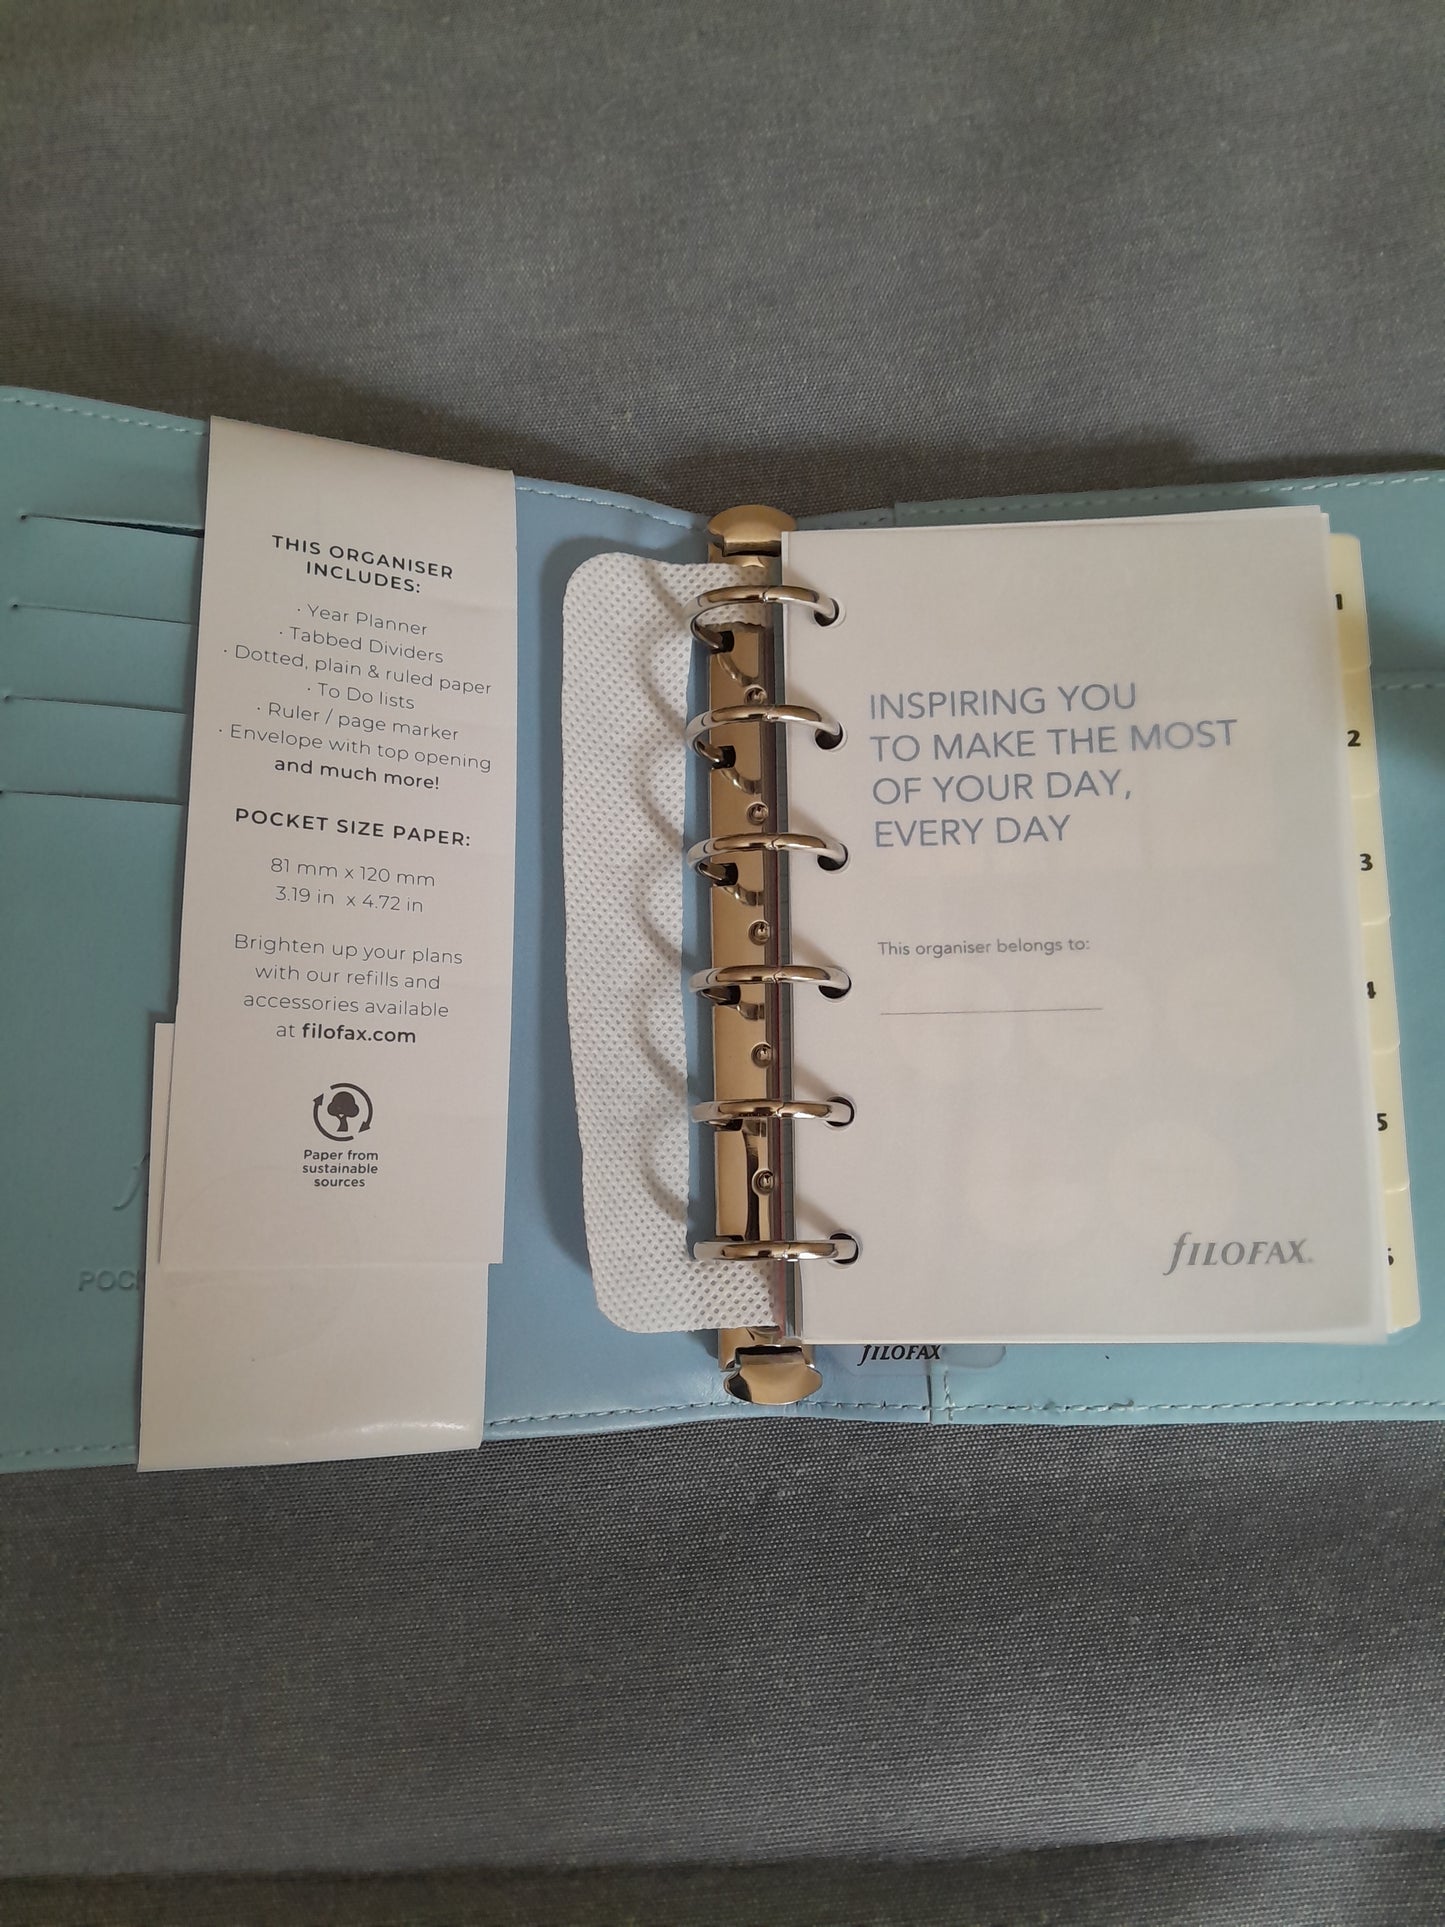 THIS ORGANISER
INCLUDES:
· Year Planner
· Tabbed Dividers
· Dotted, plain & ruled paper
· To Do lists
· Ruler / page marker
· Envelope with top opening
and much more!
POCKET SIZE PAPER:
81 mm x 120 mm
3.19 in x 4.72 in
Brighten up your plans
with our refills and
accessories available
at filofax.com
Paper from
sustainable
sources
POC
INSPIRING YOU
TO MAKE THE MOST
OF YOUR DAY,
EVERY DAY
This organiser belongs to:
fILOFAX
fILOFAX
1
2
3
4
5